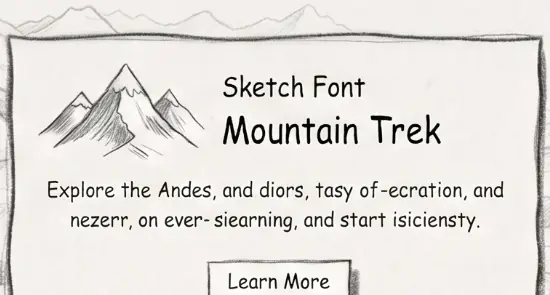 Sketch Font
Mountain Trek
Explore the Andes, and diors, tasy of-ecration, and
nezerr, on ever- siearning, and start isiciensty.
Learn More